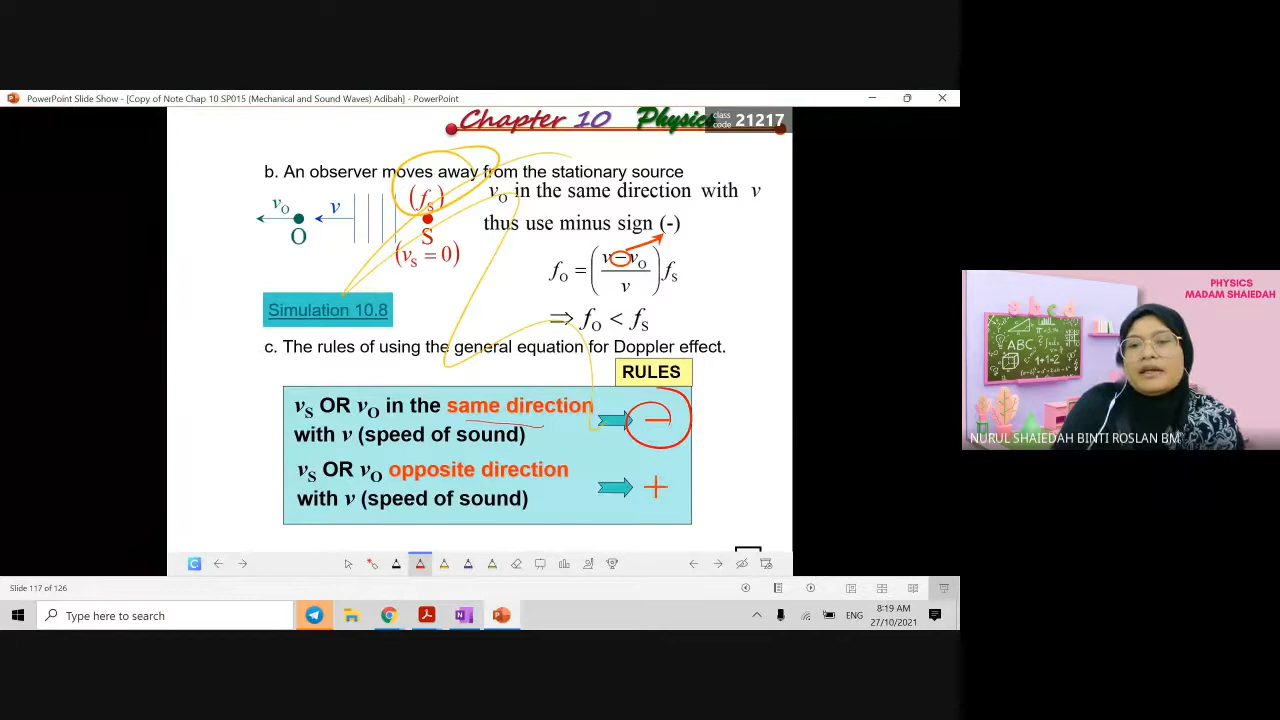 PowerPoint Slide Show - [Copy of Note Chap 10 SP015 (Mechanical and Sound Waves) Adibah] - PowerPoint
Chapter 10 Physics
class code 21217
b. An observer moves away from the stationary source
vO v (fS)
O S
(vS = 0)
vO in the same direction with v
thus use minus sign (-)
fO = ( v − vO / v ) fS
⇒ fO < fS
Simulation 10.8
c. The rules of using the general equation for Doppler effect.
RULES
vS OR vO in the same direction
with v (speed of sound)
−
vS OR vO opposite direction
with v (speed of sound)
+
Slide 117 of 126
Type here to search
ENG
8:19 AM
27/10/2021
PHYSICS
MADAM SHAIEDAH
a b c d
ABC
1+1=2
NURUL SHAIEDAH BINTI ROSLAN BM